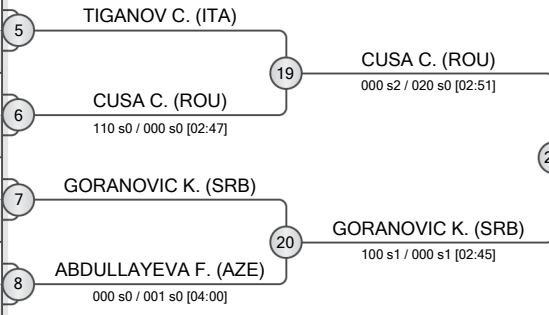 TIGANOV C. (ITA)
5
19
CUSA C. (ROU)
000 s2 / 020 s0 [02:51]
CUSA C. (ROU)
6
110 s0 / 000 s0 [02:47]
GORANOVIC K. (SRB)
7
20
GORANOVIC K. (SRB)
100 s1 / 000 s1 [02:45]
ABDULLAYEVA F. (AZE)
8
000 s0 / 001 s0 [04:00]